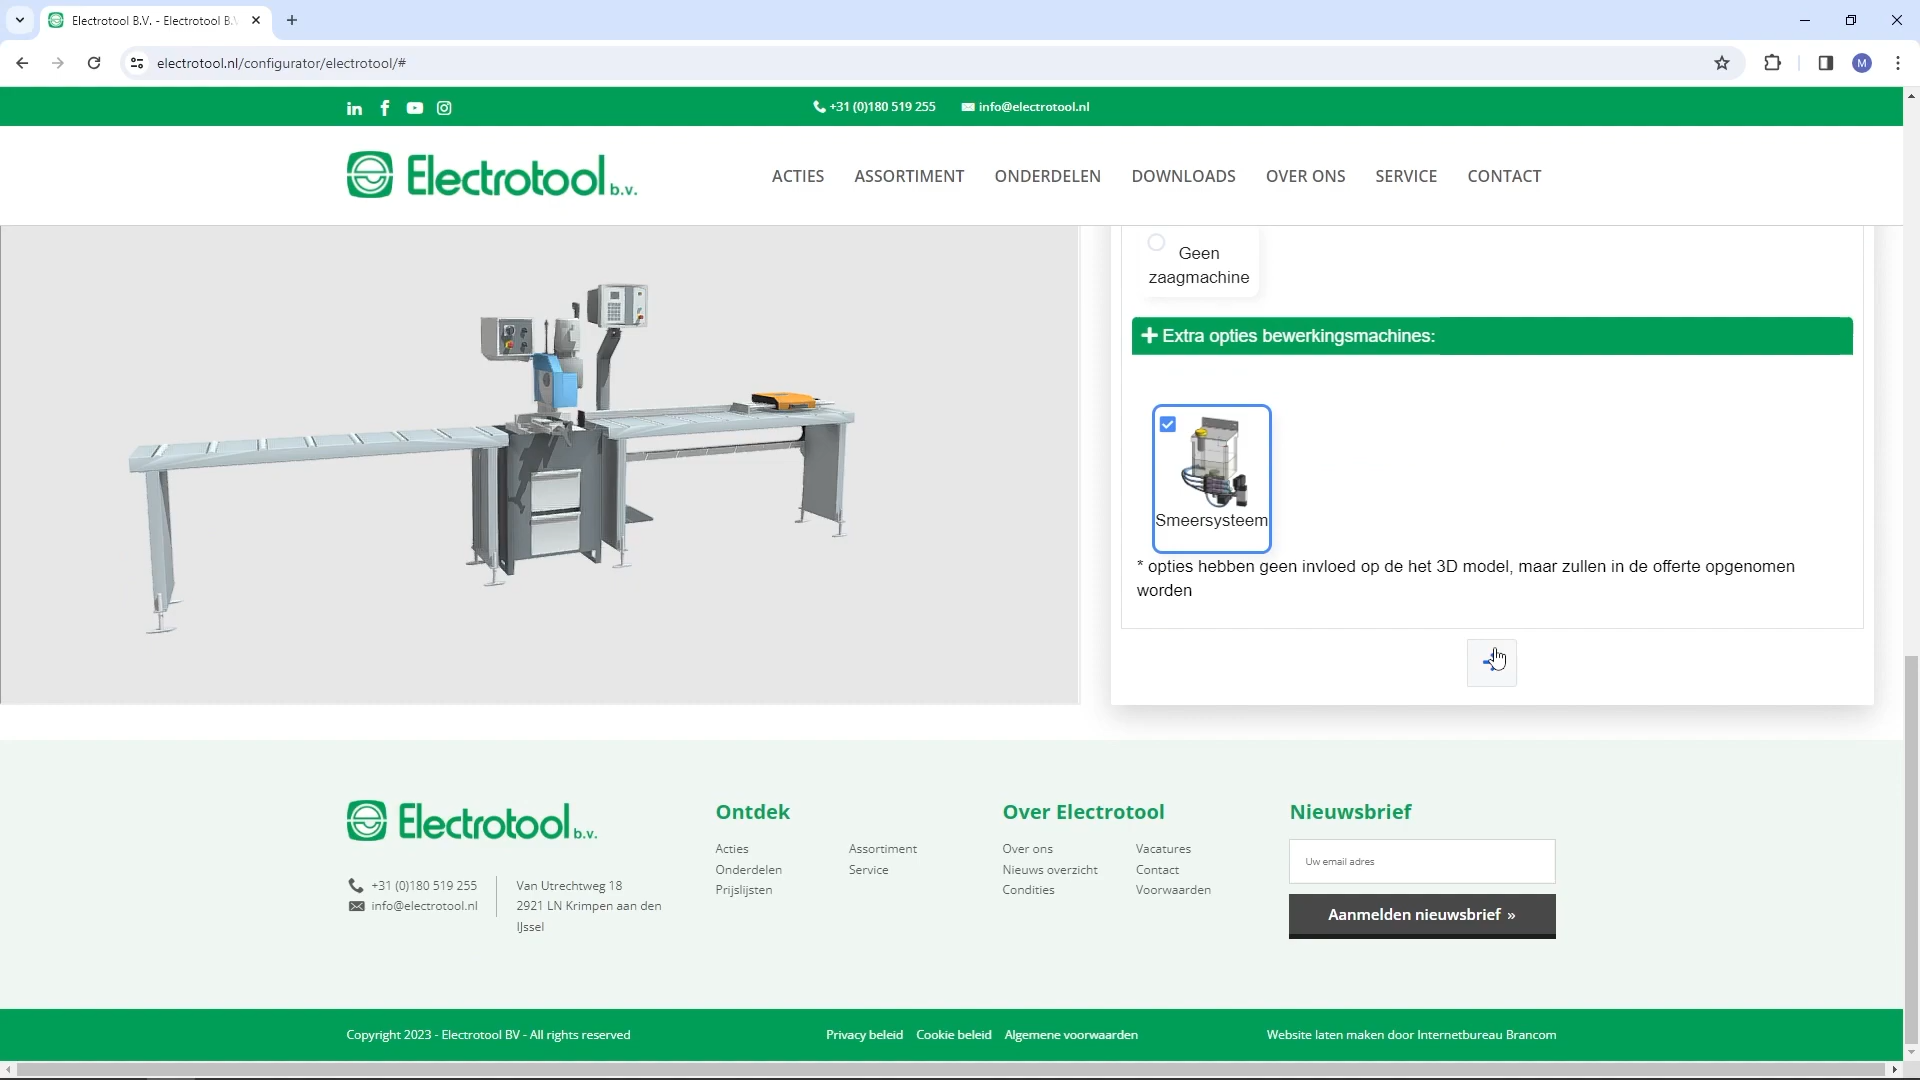 Electrotool B.V. - Electrotool B.V
electrotool.nl/configurator/electrotool/#
M
+31 (0)180 519 255
info@electrotool.nl
Electrotool b.v.
ACTIES
ASSORTIMENT
ONDERDELEN
DOWNLOADS
OVER ONS
SERVICE
CONTACT
Geen
zaagmachine
Extra opties bewerkingsmachines:
Smeersysteem
* opties hebben geen invloed op de het 3D model, maar zullen in de offerte opgenomen
worden
Electrotool b.v.
+31 (0)180 519 255
info@electrotool.nl
Van Utrechtweg 18
2921 LN Krimpen aan den
IJssel
Ontdek
Acties
Onderdelen
Prijslijsten
Assortiment
Service
Over Electrotool
Over ons
Nieuws overzicht
Condities
Vacatures
Contact
Voorwaarden
Nieuwsbrief
Uw email adres
Aanmelden nieuwsbrief »
Copyright 2023 - Electrotool BV - All rights reserved
Privacy beleid
Cookie beleid
Algemene voorwaarden
Website laten maken door Internetbureau Brancom